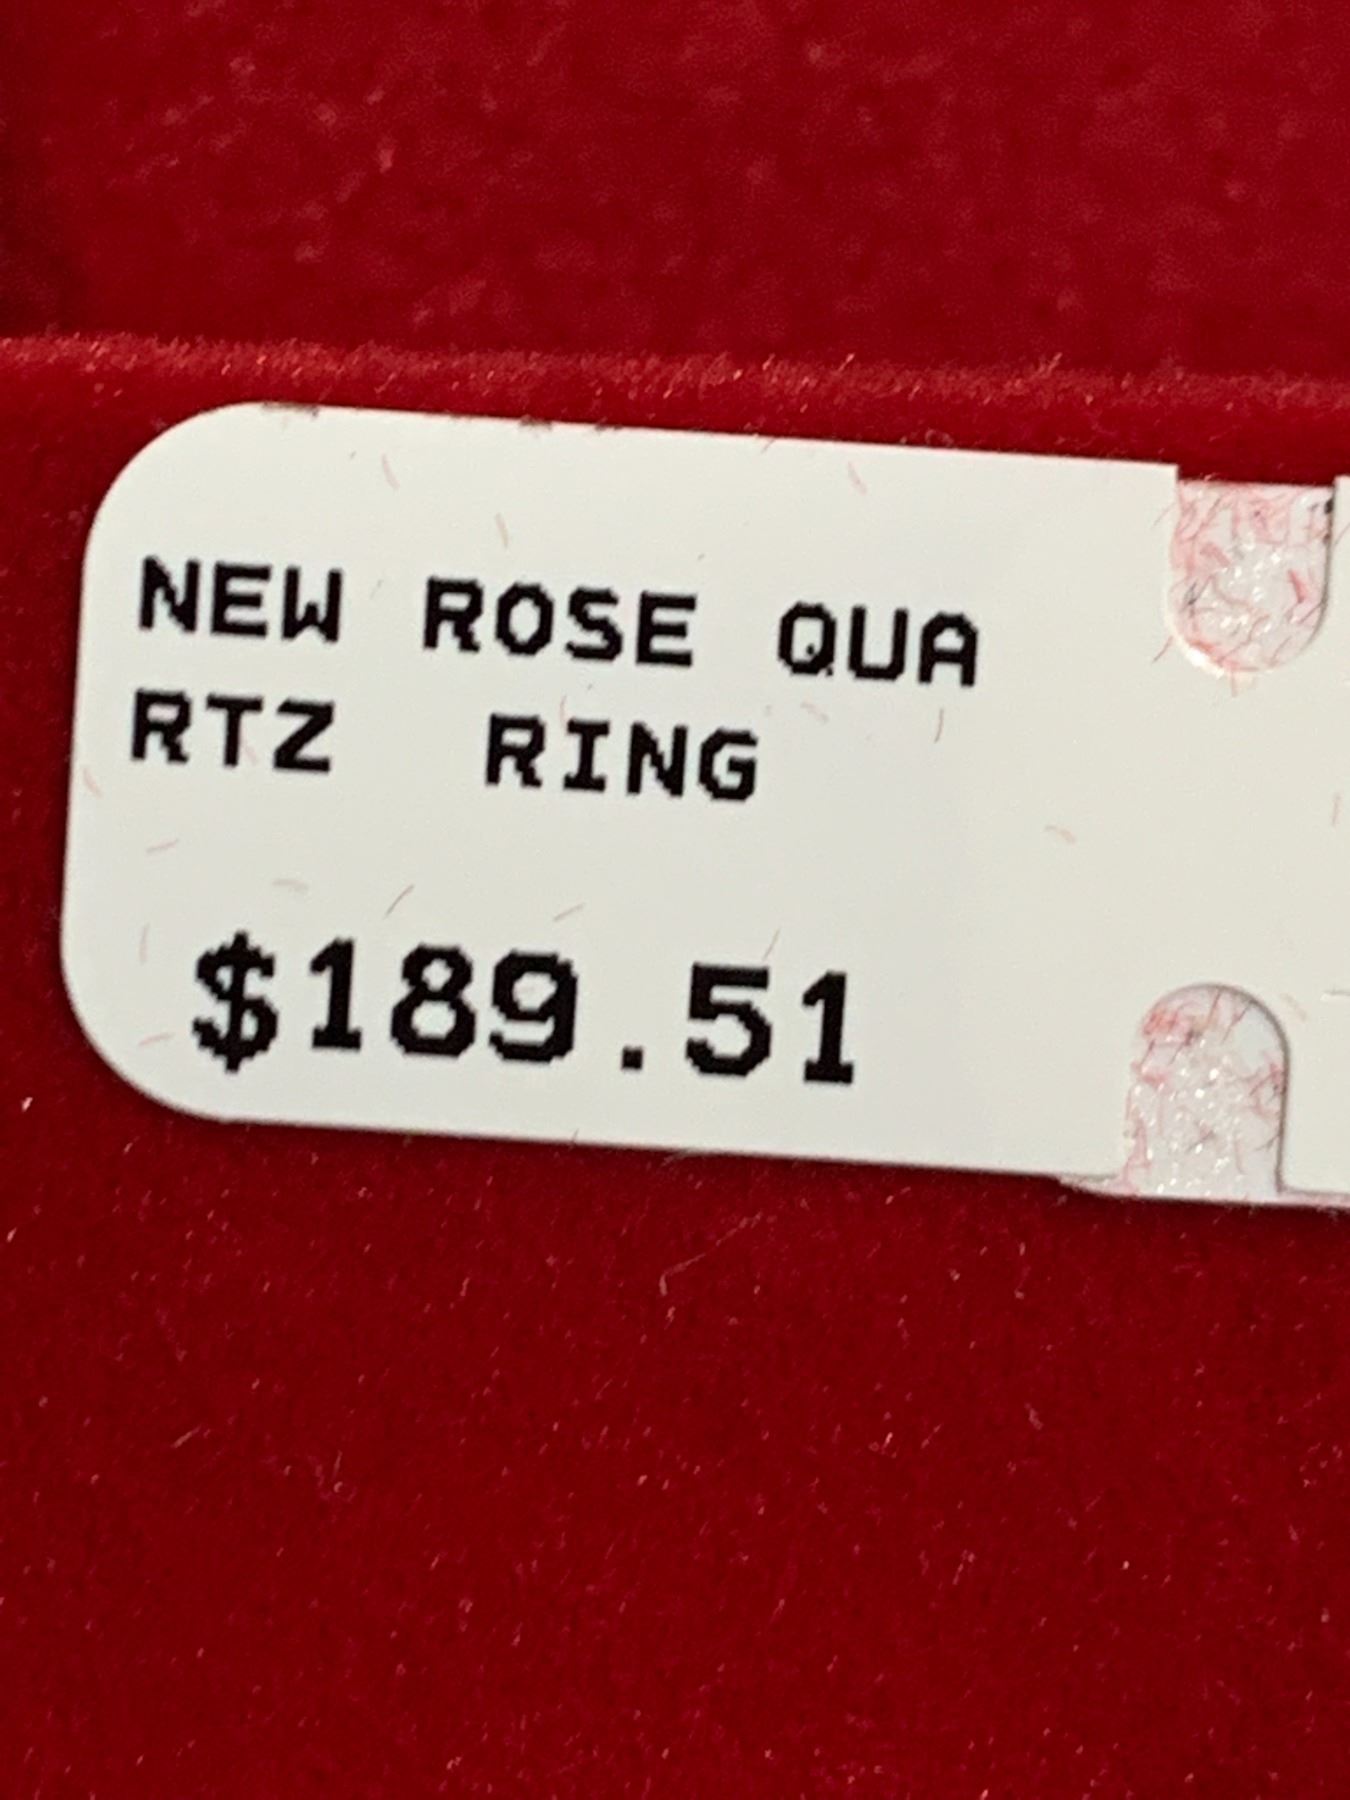 NEW ROSE QUA
RTZ  RING
$189.51